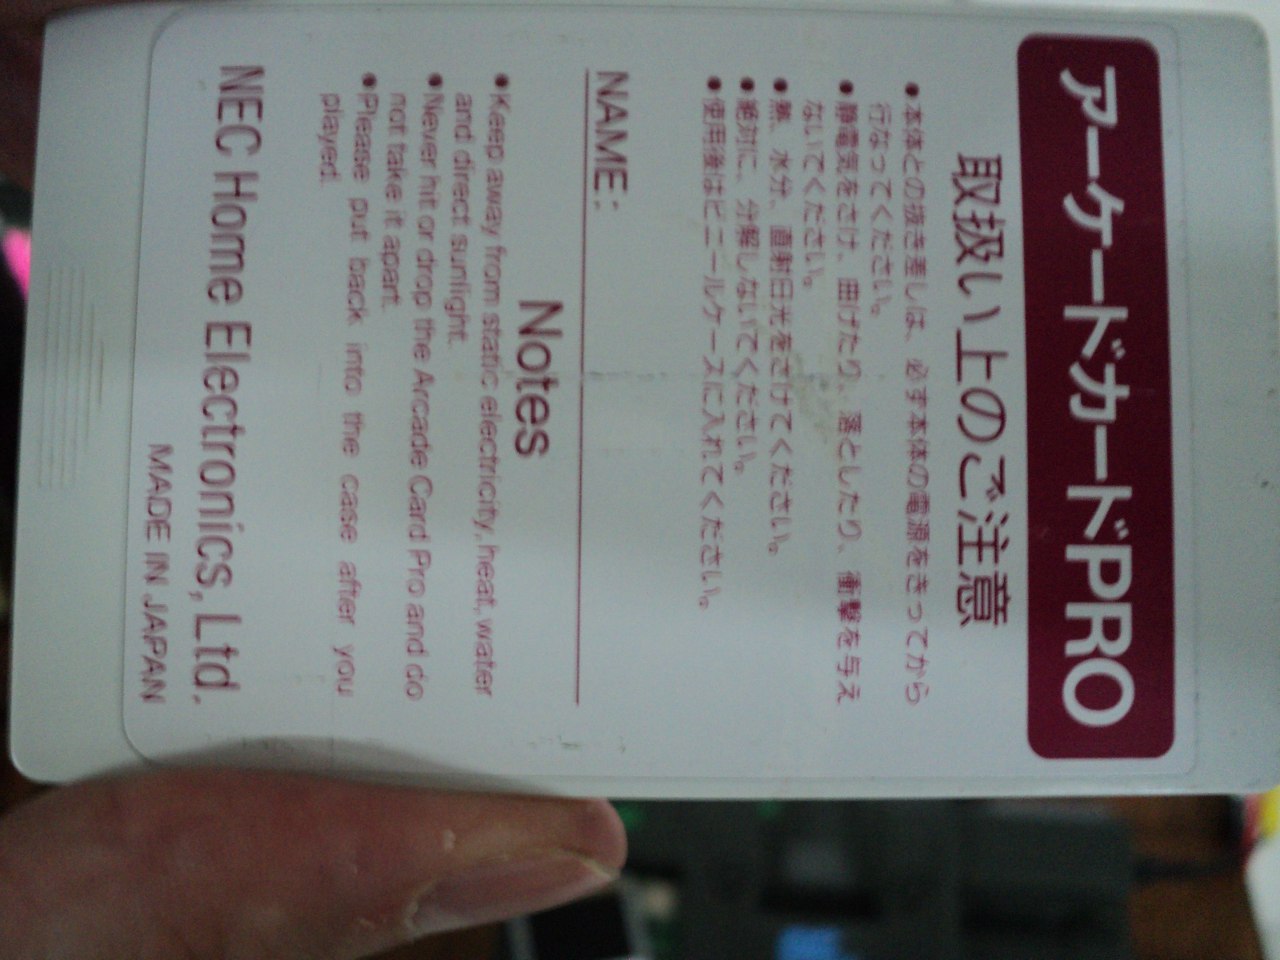 アーケードカードPRO
取扱い上のご注意
●本体との抜き差しは、必ず本体の電源をきってから
行なってください。
●静電気をさけ、曲げたり、落としたり、衝撃を与え
ないでください。
●熱、水分、直射日光をさけてください。
●絶対に、分解しないでください。
●使用後はビニールケースに入れてください。
NAME:
Notes
●Keep away from static electricity, heat, water
and direct sunlight.
●Never hit or drop the Arcade Card Pro and do
not take it apart.
●Please put back into the case after you
played.
NEC Home Electronics, Ltd.
MADE IN JAPAN